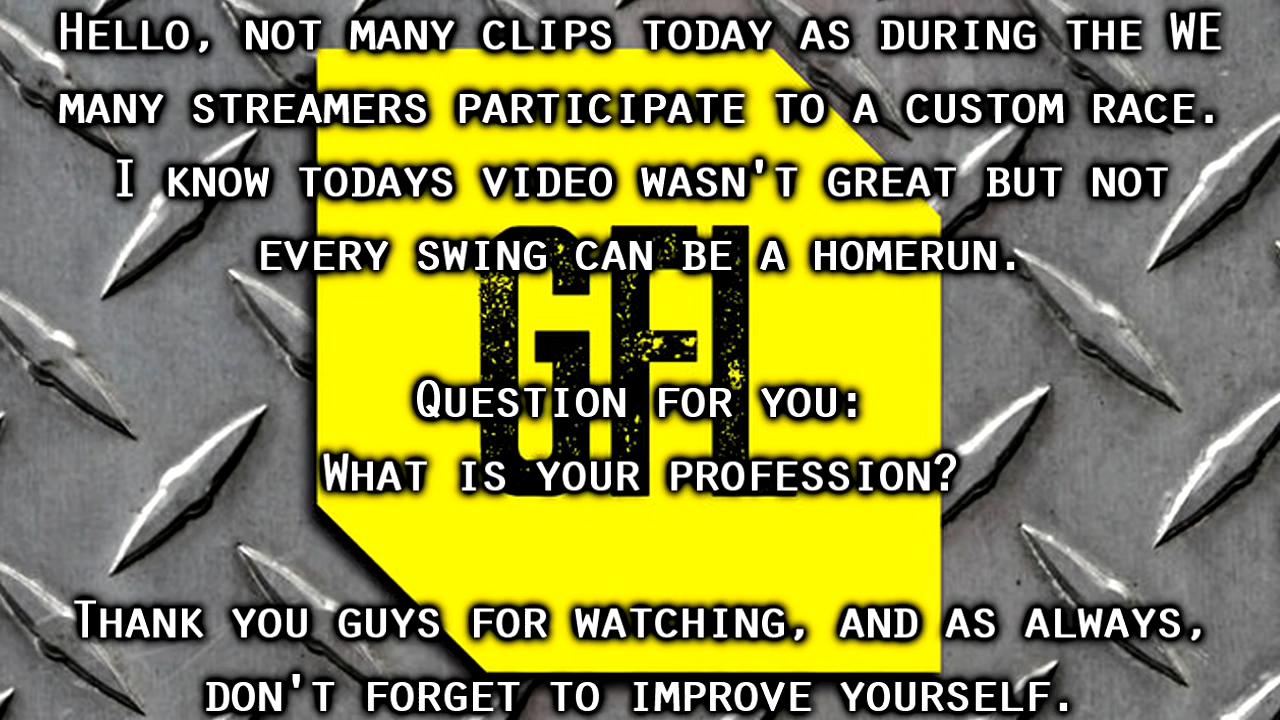 Hello, not many clips today as during the WE
many streamers participate to a custom race.
I know todays video wasn't great but not
every swing can be a homerun.
GFL
Question for you:
What is your profession?
Thank you guys for watching, and as always,
don't forget to improve yourself.